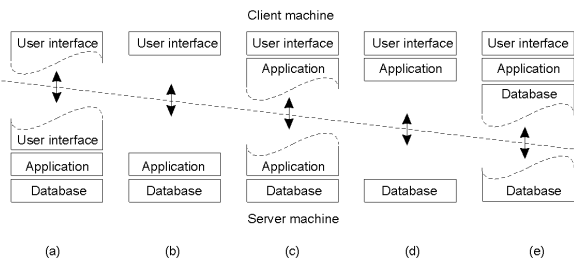 Client machine
User interface User interface User interface User interface User interface
Application Application Application
Database
User interface
Application Application Application
Database Database Database Database Database
Server machine
(a) (b) (c) (d) (e)